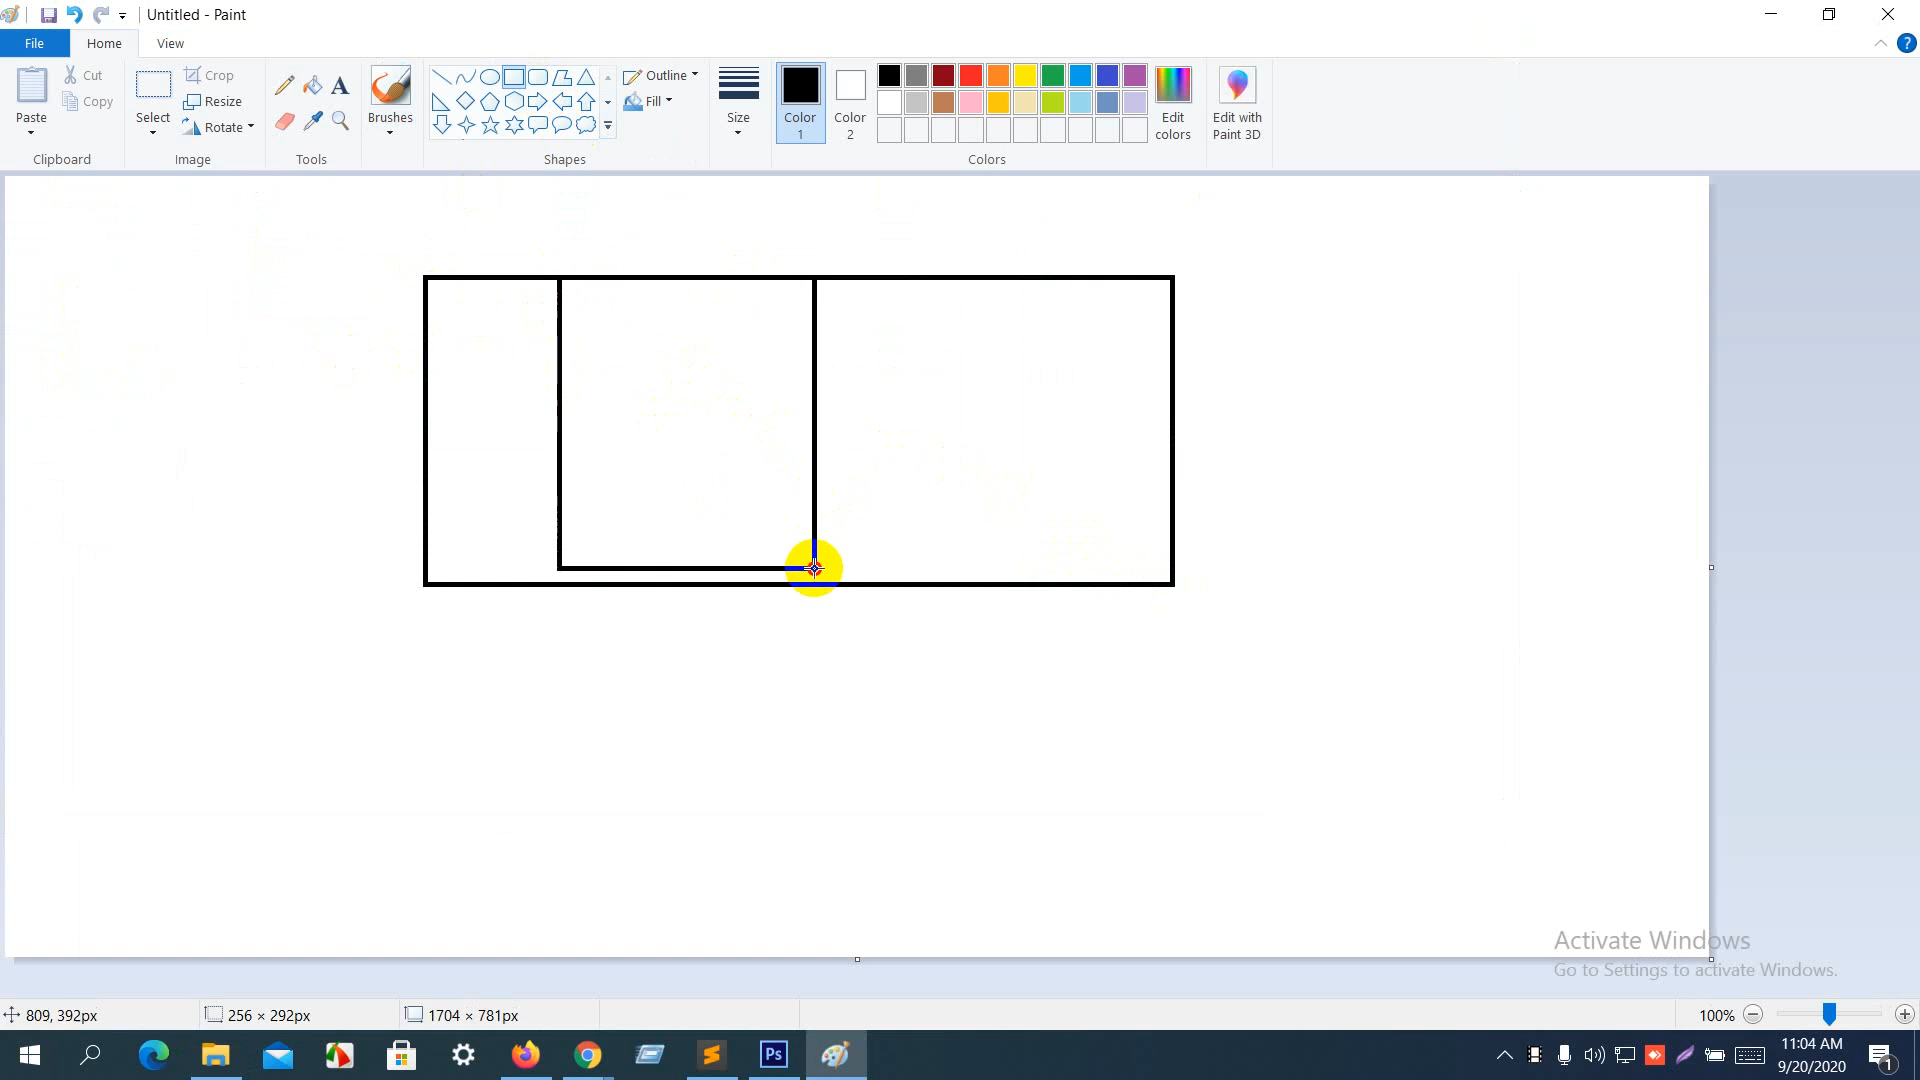 Untitled - Paint
File Home View
Paste
Cut
Copy
Clipboard
Select
Crop
Resize
Rotate
Image
A
Tools
Brushes
Outline
Fill
Shapes
Size
Color
1
Color
2
Edit
colors
Colors
Edit with
Paint 3D
Activate Windows
Go to Settings to activate Windows.
809, 392px
256 × 292px
1704 × 781px
100%
Ps
11:04 AM
9/20/2020
1